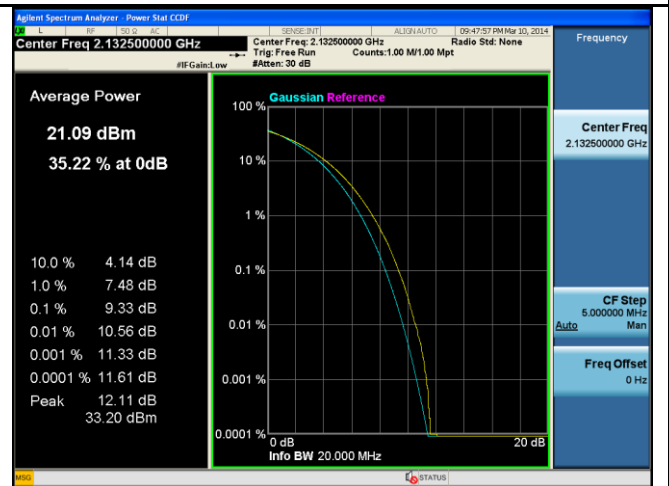 Agilent Spectrum Analyzer - Power Stat CCDF
L RF 50 Ω AC SENSE:INT ALIGN AUTO 09:47:57 PM Mar 10, 2014
Center Freq 2.132500000 GHz Center Freq: 2.132500000 GHz Radio Std: None
Trig: Free Run Counts:1.00 M/1.00 Mpt
#IFGain:Low #Atten: 30 dB
Frequency
Average Power
21.09 dBm
35.22 % at 0dB
10.0 % 4.14 dB
1.0 % 7.48 dB
0.1 % 9.33 dB
0.01 % 10.56 dB
0.001 % 11.33 dB
0.0001 % 11.61 dB
Peak 12.11 dB
33.20 dBm
Gaussian Reference
100 %
10 %
1 %
0.1 %
0.01 %
0.001 %
0.0001 %
0 dB 20 dB
Info BW 20.000 MHz
Center Freq
2.132500000 GHz
CF Step
5.000000 MHz
Auto Man
Freq Offset
0 Hz
MSG STATUS